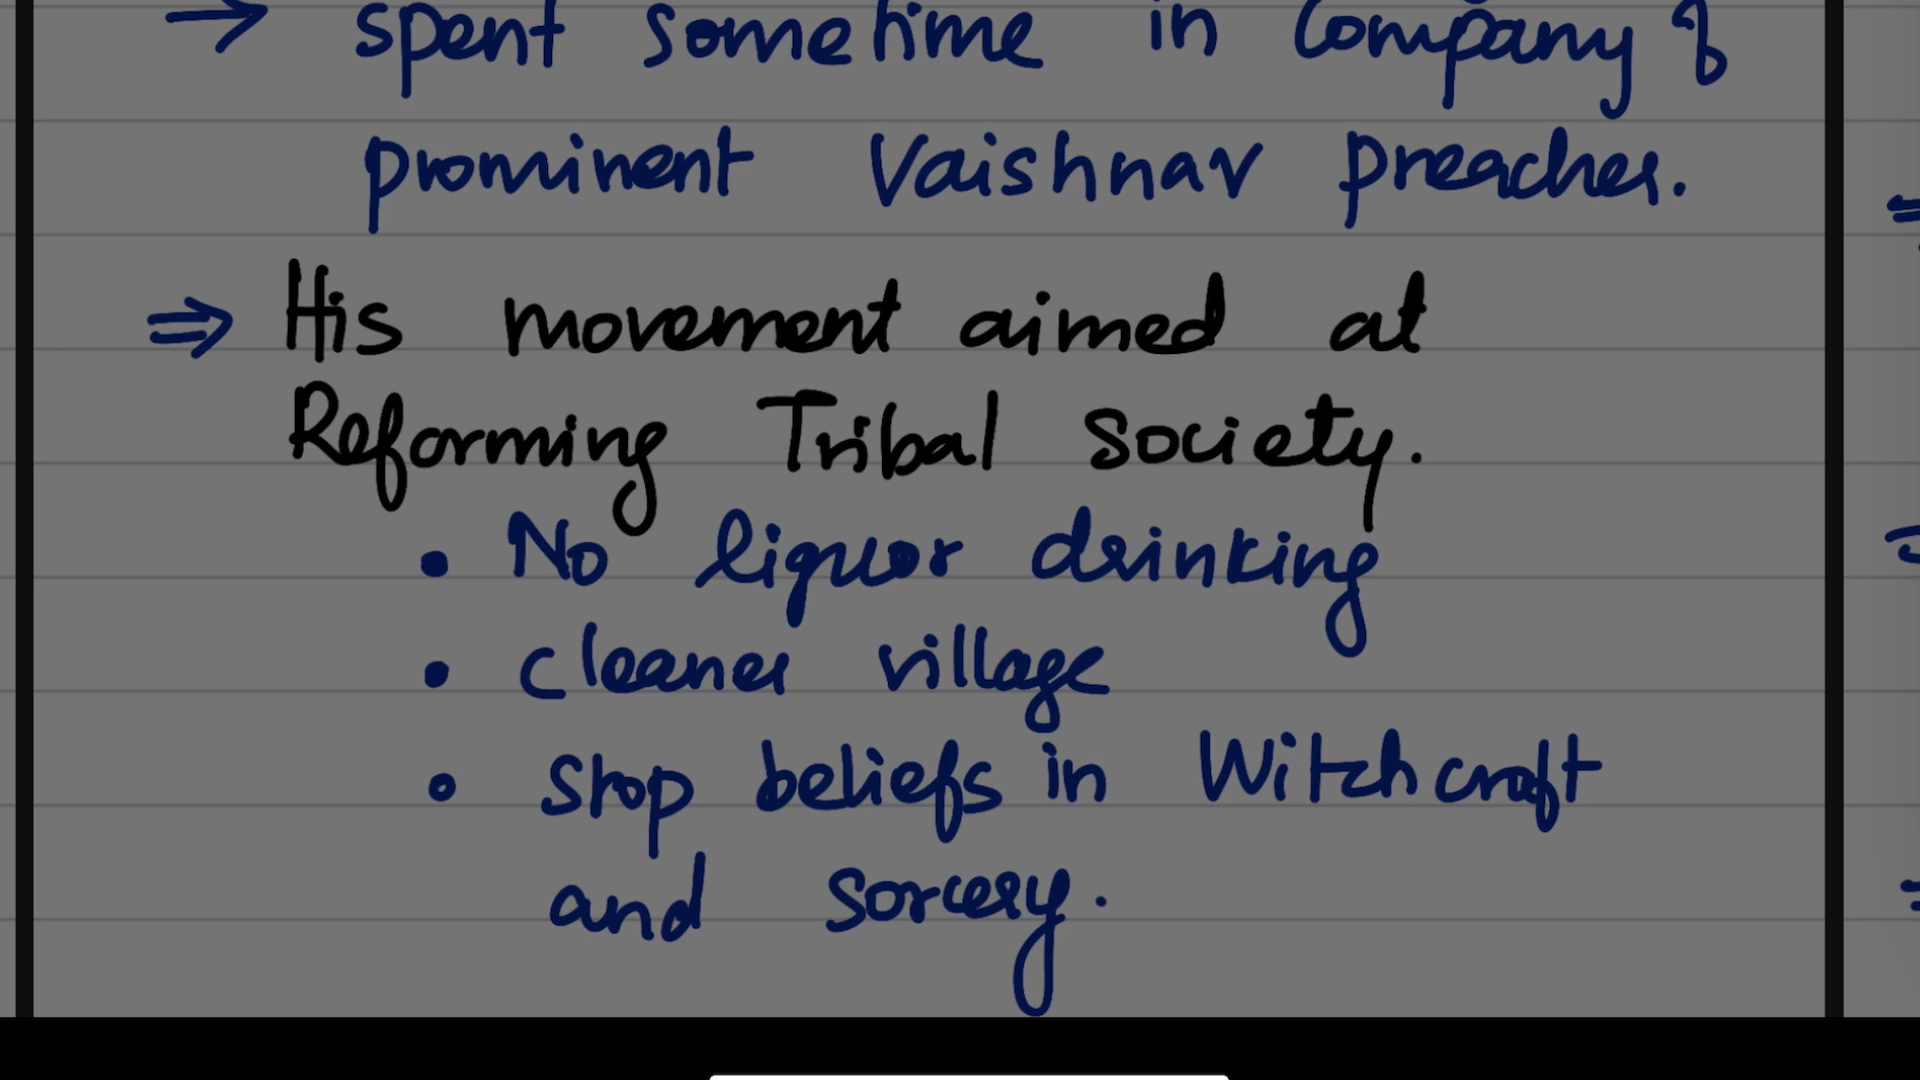 → spent sometime in Company of
prominent Vaishnav preacher.
⇒ His movement aimed at
Reforming Tribal Society.
• No liquor drinking
• cleaner village
• Stop beliefs in Witchcraft
and sorcery.